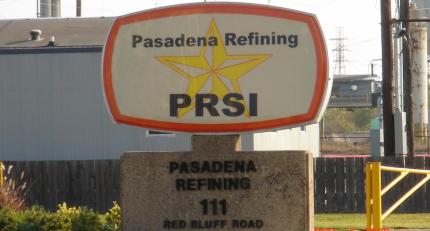 Pasadena Refining
PRSI
PASADENA
REFINING
111
RED BLUFF ROAD